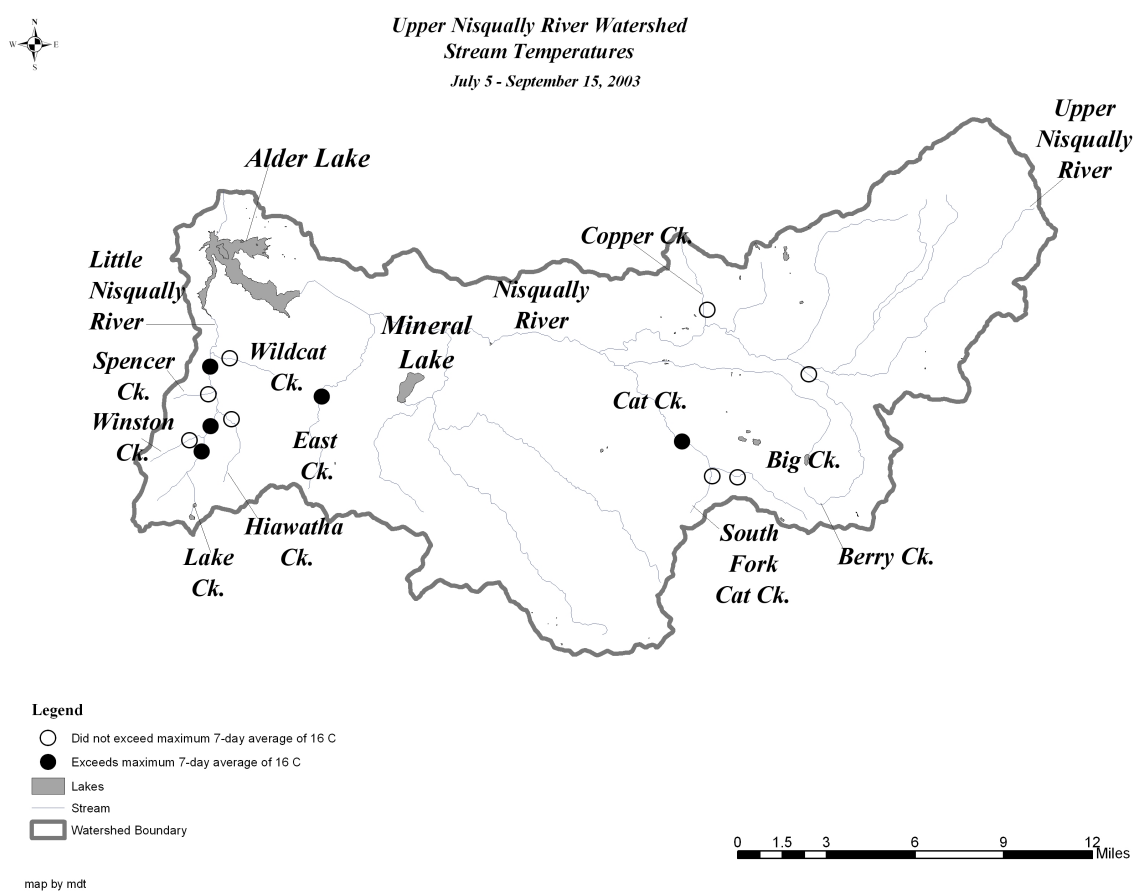 Upper Nisqually River Watershed
Stream Temperatures
July 5 - September 15, 2003
N
W E
S
Upper
Nisqually
River
Alder Lake
Copper Ck.
Little
Nisqually
River
Nisqually
River
Mineral
Lake
Wildcat
Ck.
Spencer
Ck.
Cat Ck.
Winston
Ck.
East
Ck.
Big Ck.
Hiawatha
Ck.
South
Fork
Cat Ck.
Berry Ck.
Lake
Ck.
Legend
Did not exceed maximum 7-day average of 16 C
Exceeds maximum 7-day average of 16 C
Lakes
Stream
Watershed Boundary
0 1.5 3 6 9 12
Miles
map by mdt